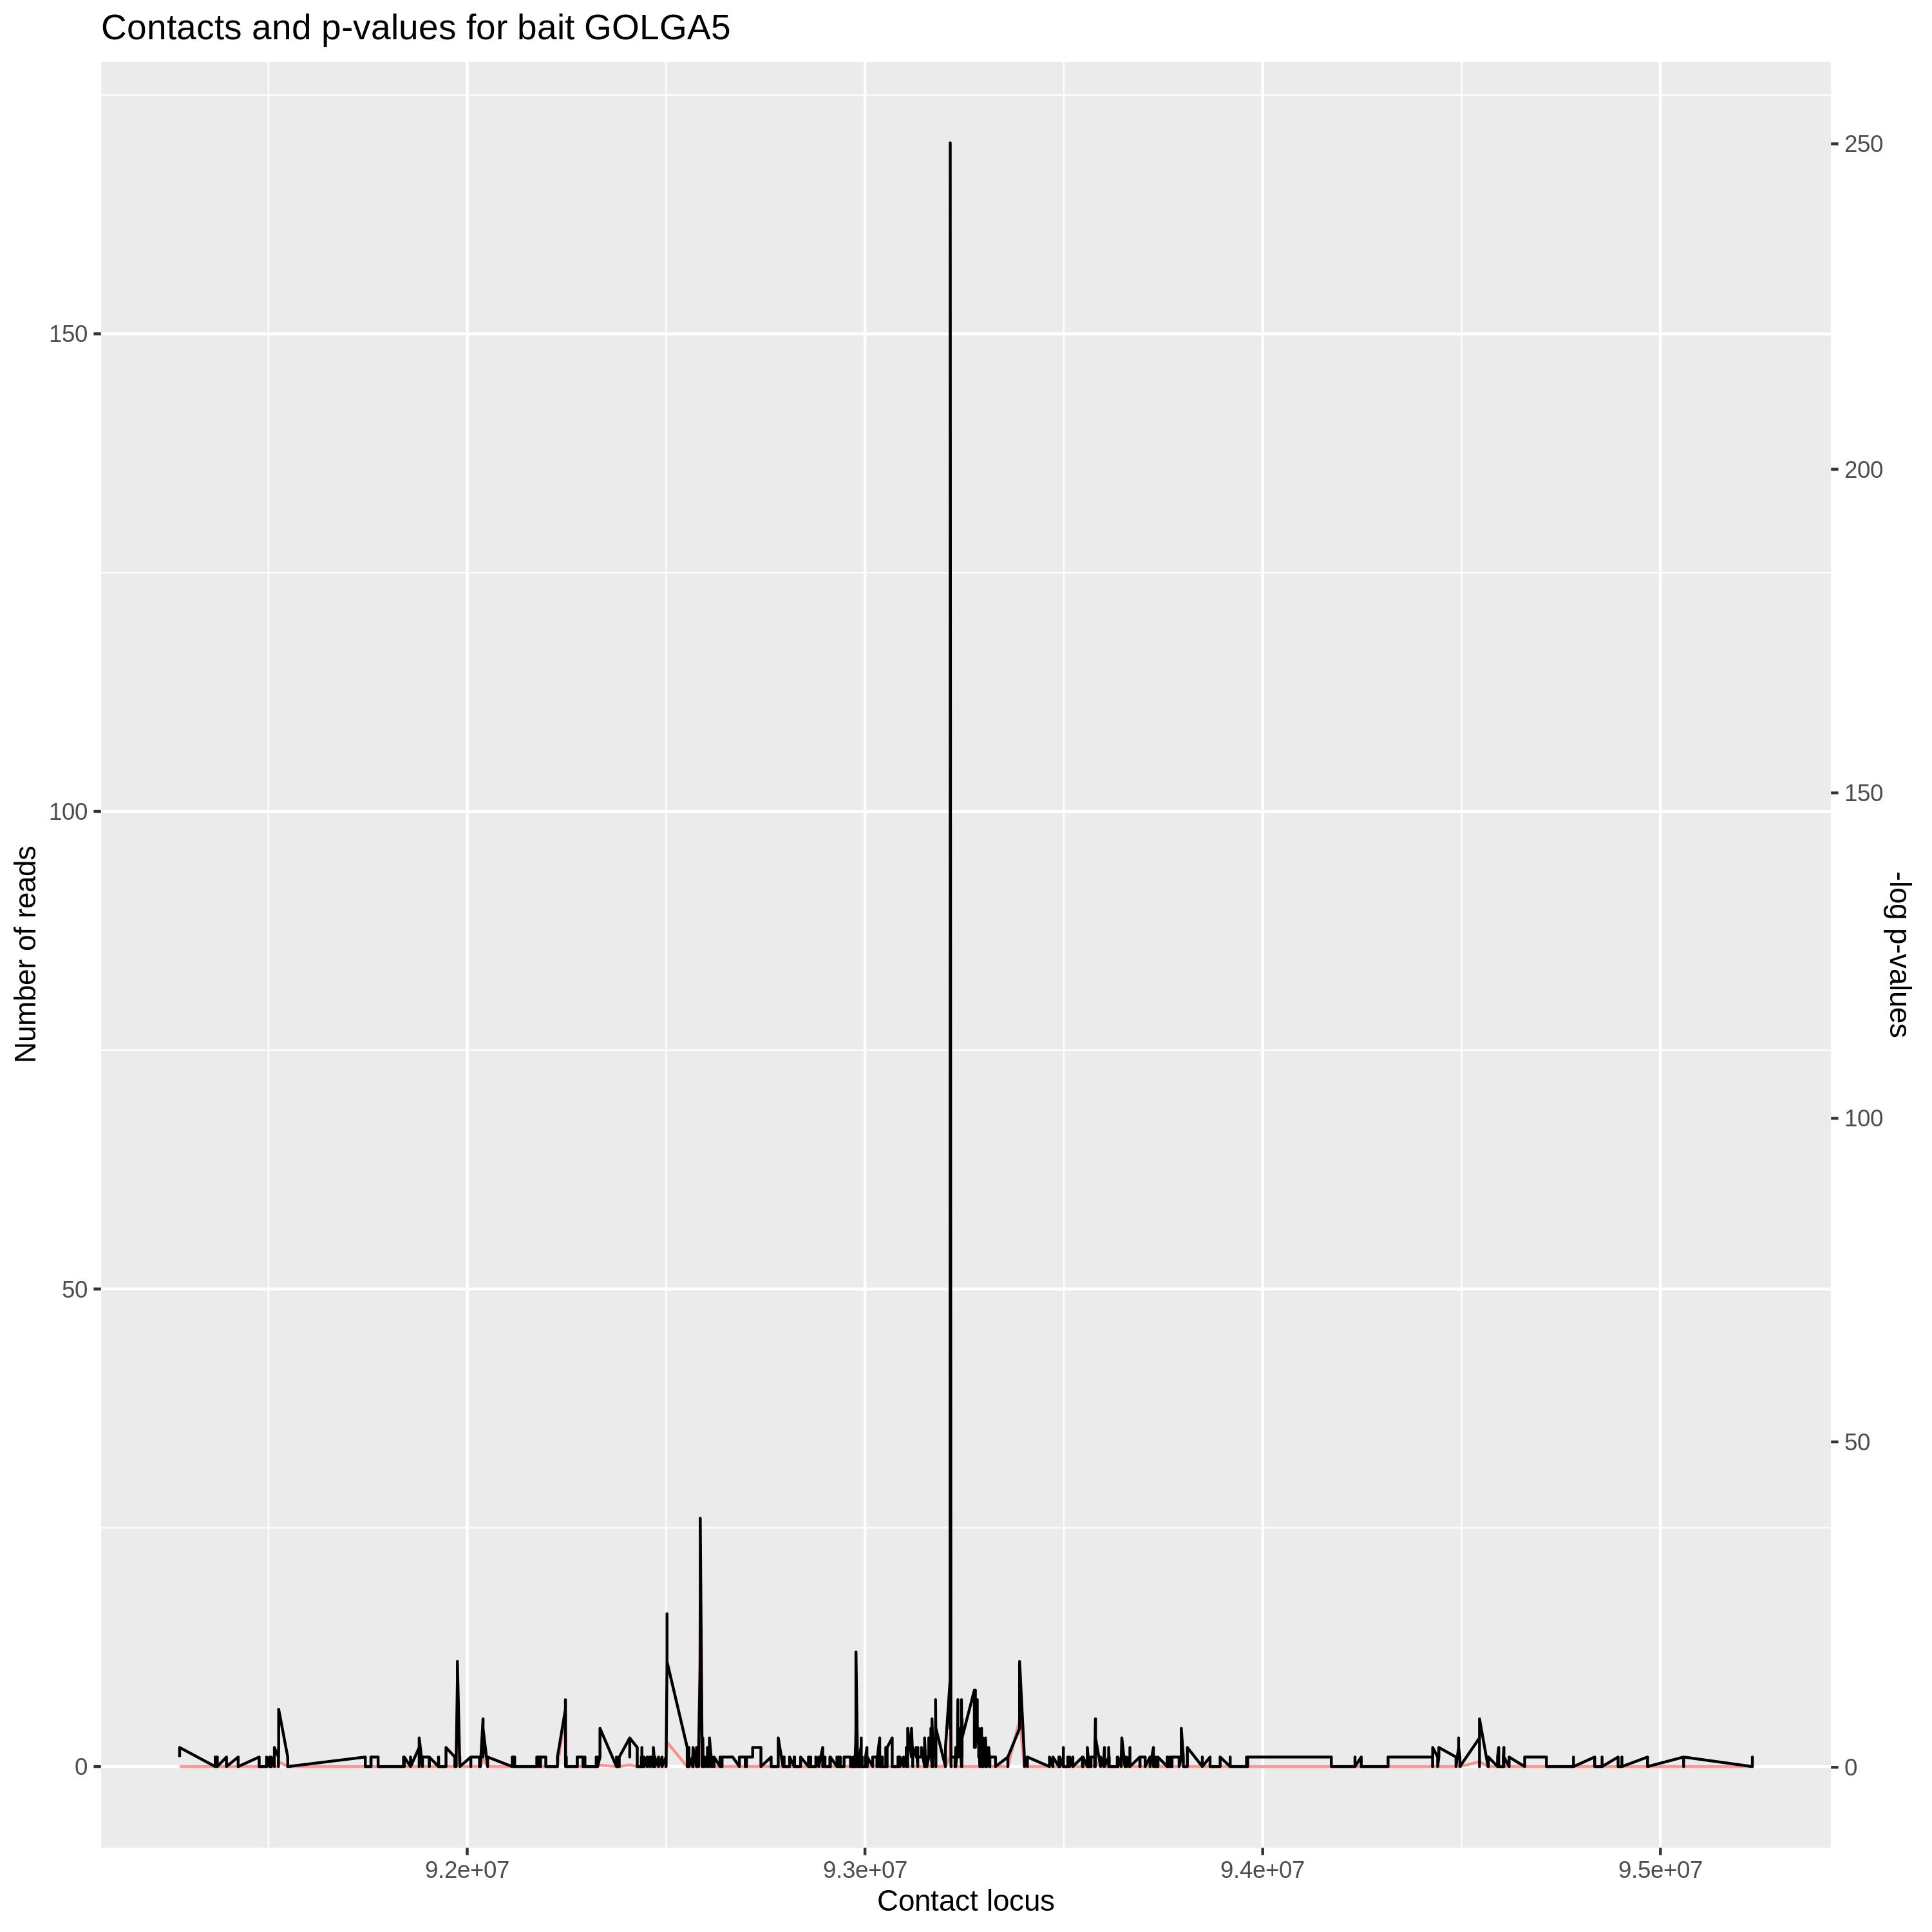 Contacts and p-values for bait GOLGA5
Number of reads
150
100
50
0
250
200
150
100
50
0
-log p-values
9.2e+07 9.3e+07 9.4e+07 9.5e+07
Contact locus